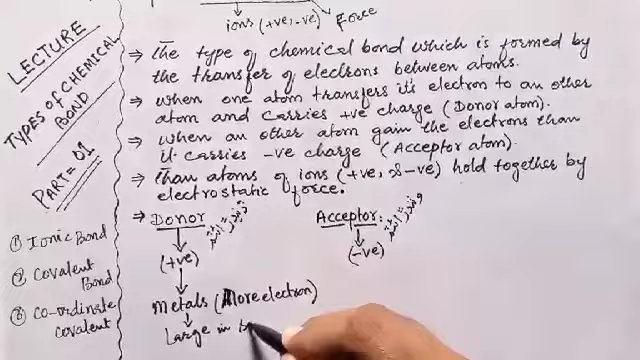 ions (+ve, -ve) Force
LECTURE
TYPES OF CHEMICAL
BOND
PART= 01
① Ionic Bond
② Covalent
Bond
③ Co-ordinate
covalent
⇒ The type of chemical bond which is formed by
the transfer of electrons between atoms.
⇒ when one atom transfers it's electron to an other
atom and carries +ve charge (Donor atom).
⇒ when an other atom gain the electrons than
it carries -ve charge (Acceptor atom).
⇒ Than atoms of ions (+ve, & -ve) hold together by
electrostatic force.
⇒ Donor
Acceptor:
(+ve)
(-ve)
Metals (More electron)
Large in